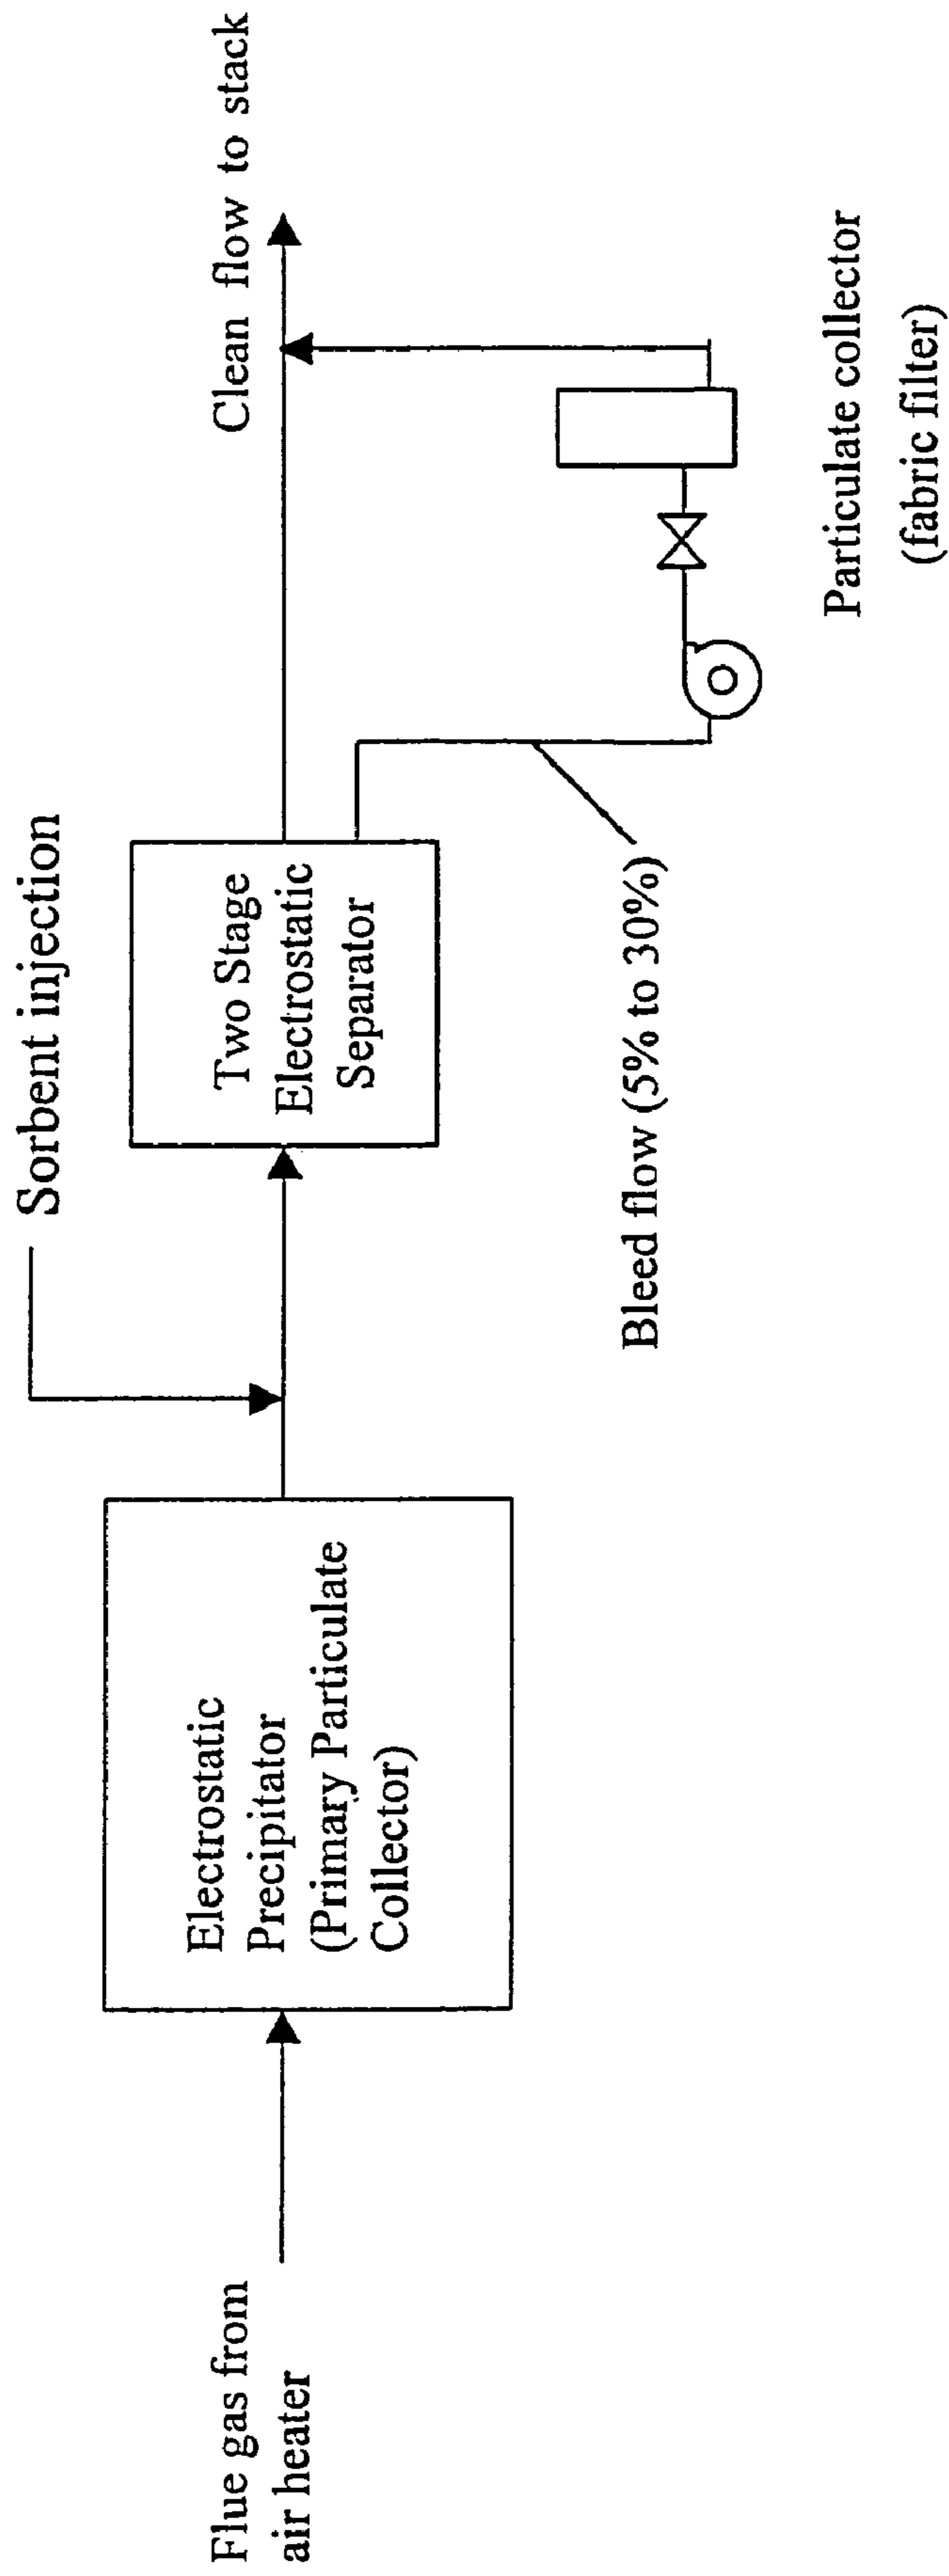 Flue gas from
air heater
Electrostatic
Precipitator
(Primary Particulate
Collector)
Sorbent injection
Two Stage
Electrostatic
Separator
Bleed flow (5% to 30%)
Clean flow to stack
Particulate collector
(fabric filter)